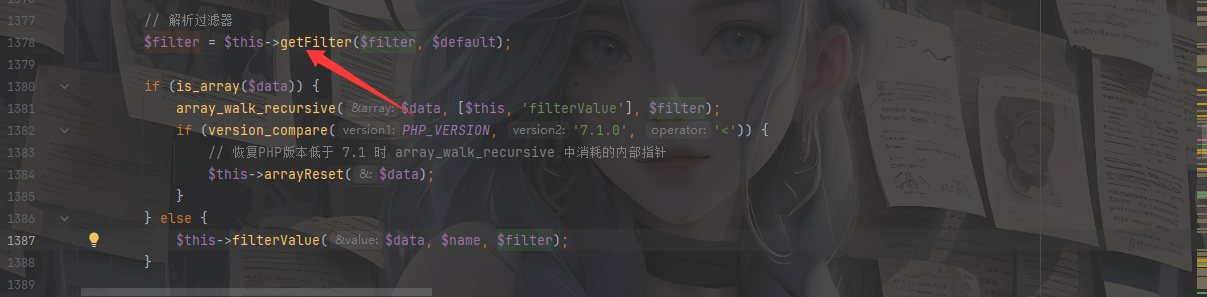 1377 // 解析过滤器
1378 $filter = $this->getFilter($filter, $default);
1379
1380 if (is_array($data)) {
1381 array_walk_recursive( &array: $data, [$this, 'filterValue'], $filter);
1382 if (version_compare( version1: PHP_VERSION, version2: '7.1.0', operator: '<')) {
1383 // 恢复PHP版本低于 7.1 时 array_walk_recursive 中消耗的内部指针
1384 $this->arrayReset( &: $data);
1385 }
1386 } else {
1387 $this->filterValue( &value: $data, $name, $filter);
1388 }
1389